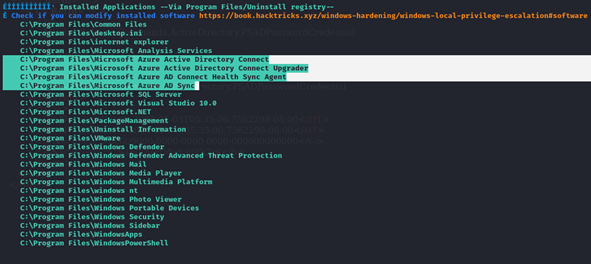 ÉÍÍÍÍÍÍÍÍÍÍ͹ Installed Applications --Via Program Files/Uninstall registry--
È Check if you can modify installed software https://book.hacktricks.xyz/windows-hardening/windows-local-privilege-escalation#software
C:\Program Files\Common Files
C:\Program Files\desktop.ini
C:\Program Files\internet explorer
C:\Program Files\Microsoft Analysis Services
C:\Program Files\Microsoft Azure Active Directory Connect
C:\Program Files\Microsoft Azure Active Directory Connect Upgrader
C:\Program Files\Microsoft Azure AD Connect Health Sync Agent
C:\Program Files\Microsoft Azure AD Sync
C:\Program Files\Microsoft SQL Server
C:\Program Files\Microsoft Visual Studio 10.0
C:\Program Files\Microsoft.NET
C:\Program Files\PackageManagement
C:\Program Files\Uninstall Information
C:\Program Files\VMware
C:\Program Files\Windows Defender
C:\Program Files\Windows Defender Advanced Threat Protection
C:\Program Files\Windows Mail
C:\Program Files\Windows Media Player
C:\Program Files\Windows Multimedia Platform
C:\Program Files\windows nt
C:\Program Files\Windows Photo Viewer
C:\Program Files\Windows Portable Devices
C:\Program Files\Windows Security
C:\Program Files\Windows Sidebar
C:\Program Files\WindowsApps
C:\Program Files\WindowsPowerShell